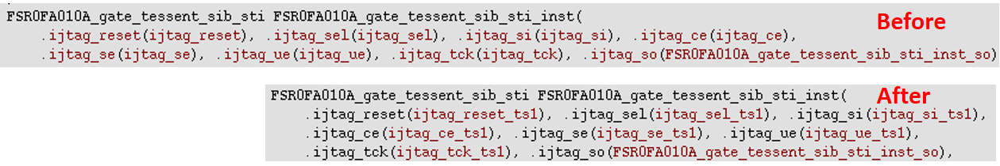 FSR0FA010A_gate_tessent_sib_sti FSR0FA010A_gate_tessent_sib_sti_inst(
Before
.ijtag_reset(ijtag_reset), .ijtag_sel(ijtag_sel), .ijtag_si(ijtag_si), .ijtag_ce(ijtag_ce),
.ijtag_se(ijtag_se), .ijtag_ue(ijtag_ue), .ijtag_tck(ijtag_tck), .ijtag_so(FSR0FA010A_gate_tessent_sib_sti_inst_so)
FSR0FA010A_gate_tessent_sib_sti FSR0FA010A_gate_tessent_sib_sti_inst(
After
.ijtag_reset(ijtag_reset_ts1), .ijtag_sel(ijtag_sel_ts1), .ijtag_si(ijtag_si_ts1),
.ijtag_ce(ijtag_ce_ts1), .ijtag_se(ijtag_se_ts1), .ijtag_ue(ijtag_ue_ts1),
.ijtag_tck(ijtag_tck_ts1), .ijtag_so(FSR0FA010A_gate_tessent_sib_sti_inst_so),